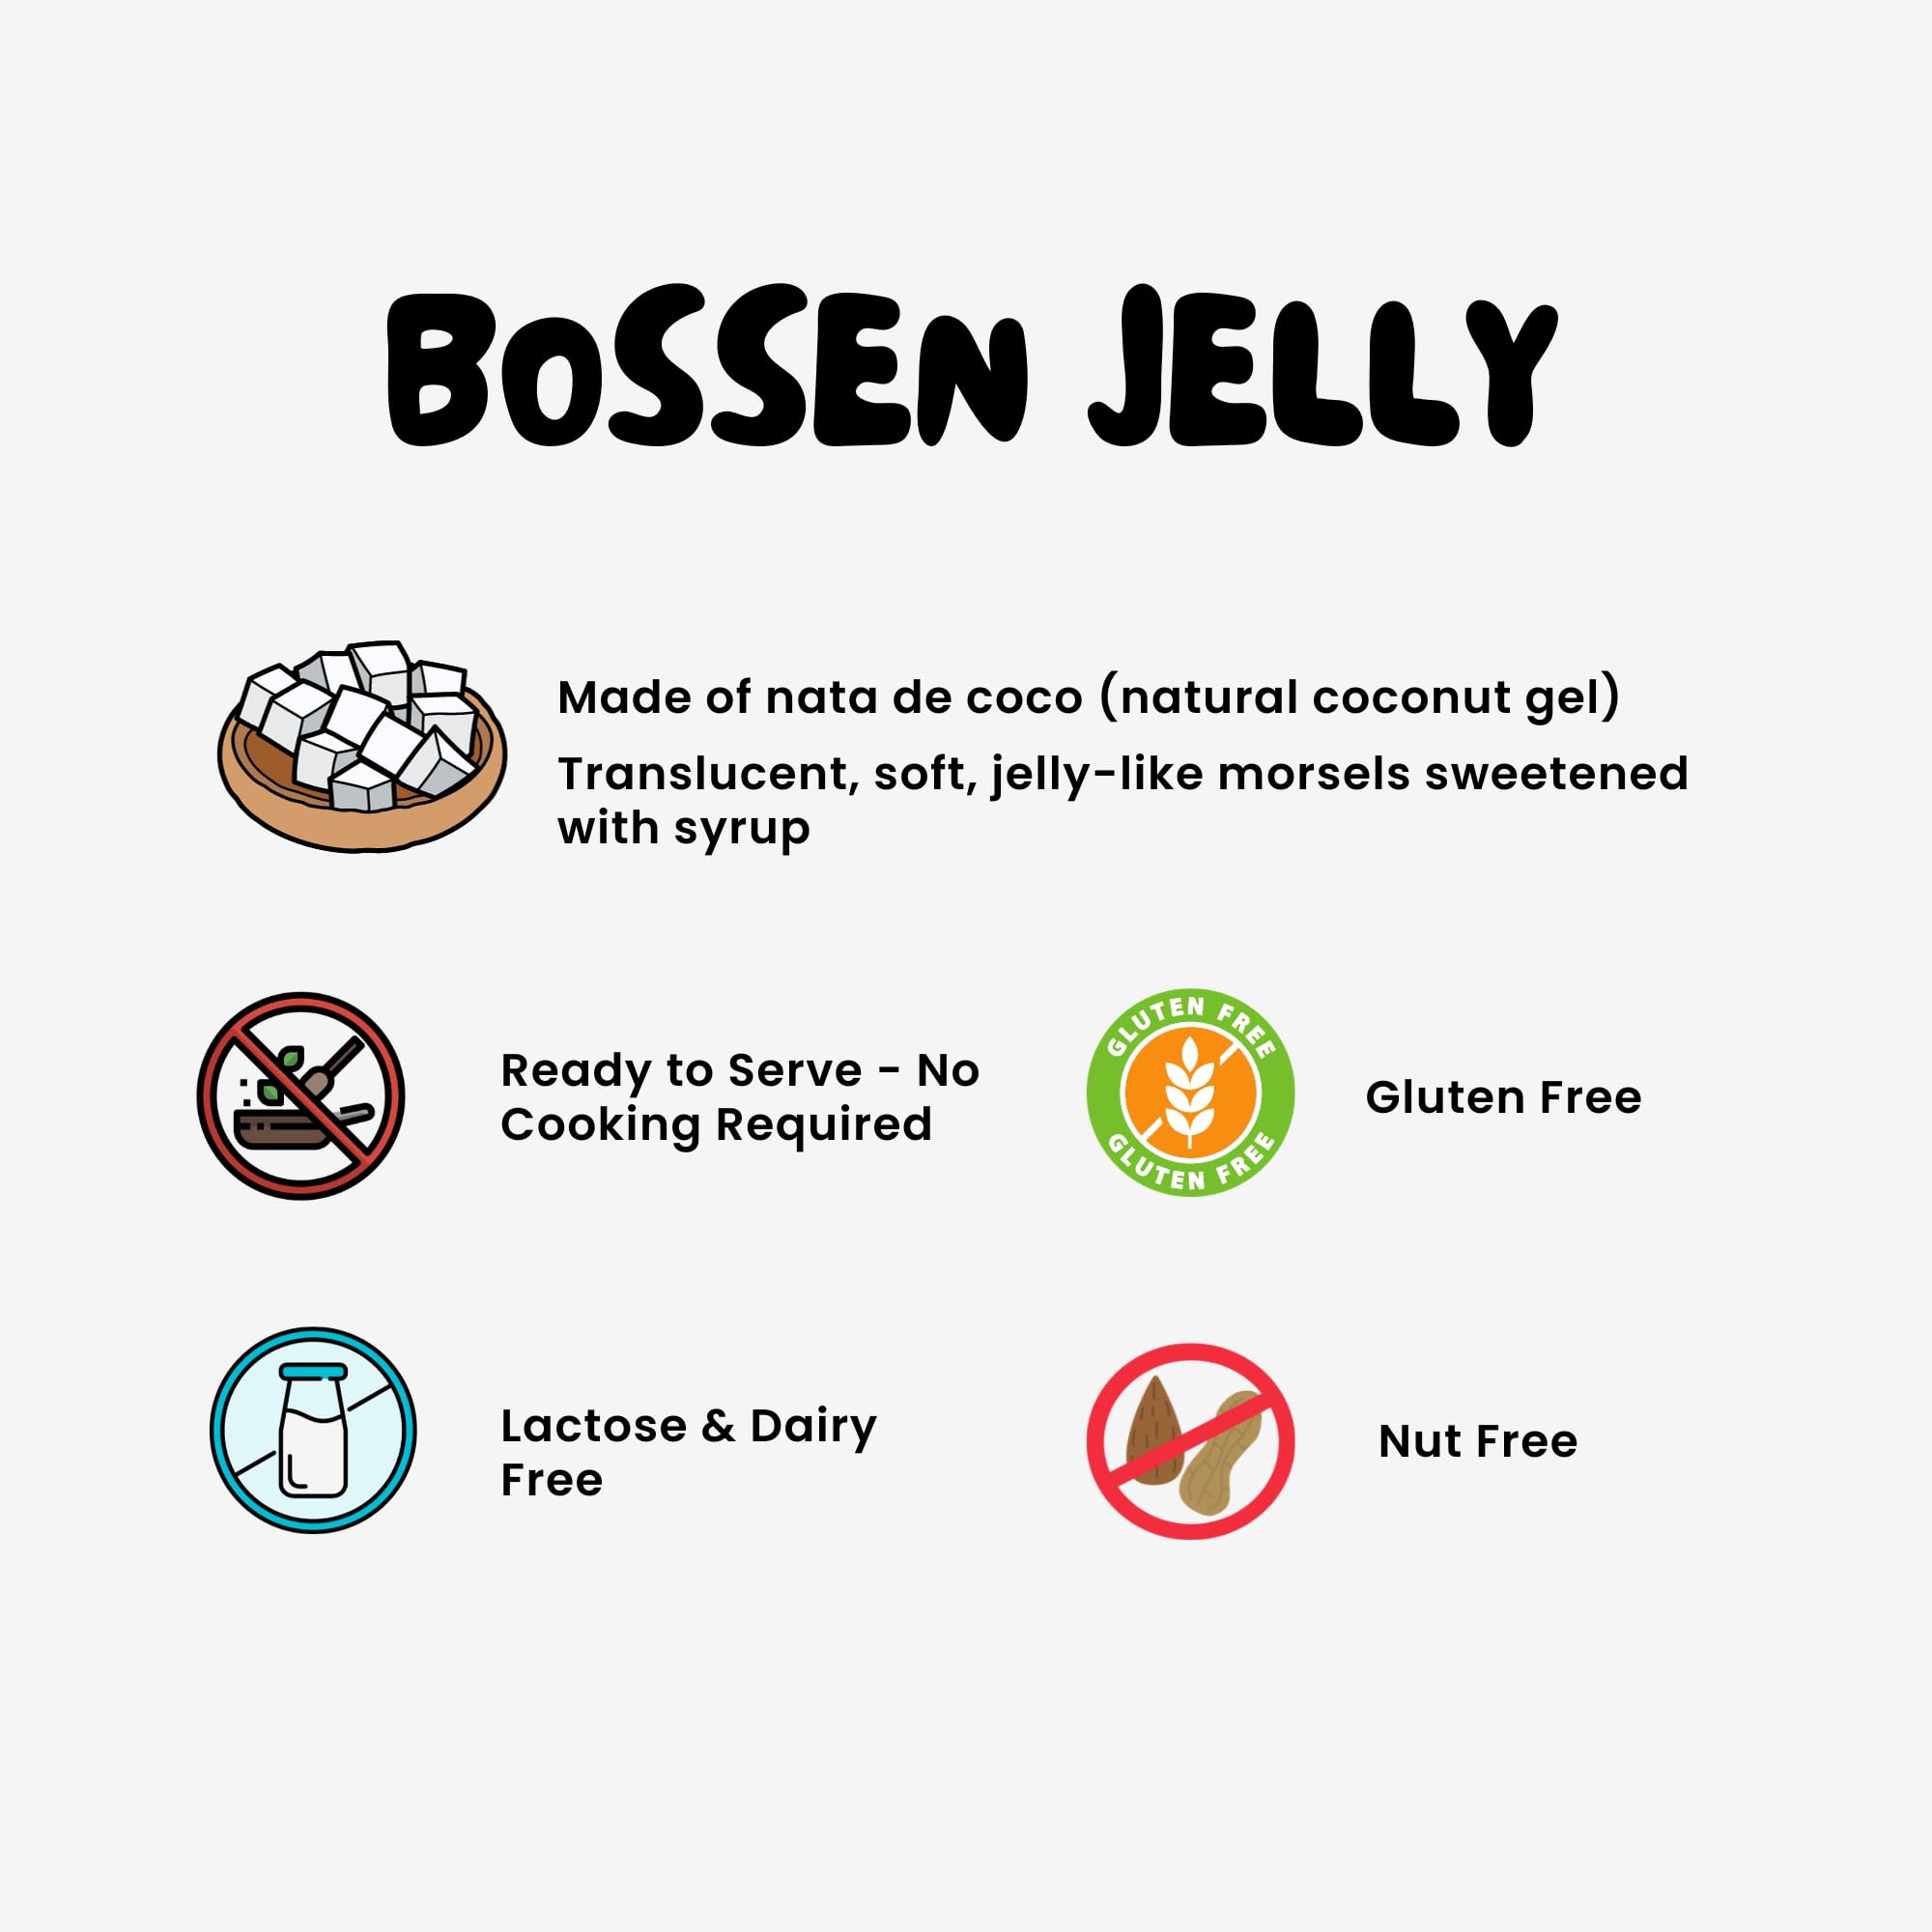 BoSSEN JELLY
Made of nata de coco (natural coconut gel)
Translucent, soft, jelly-like morsels sweetened
with syrup
Ready to Serve - No
Cooking Required
GLUTEN FREE
GLUTEN FREE
Gluten Free
Lactose & Dairy
Free
Nut Free